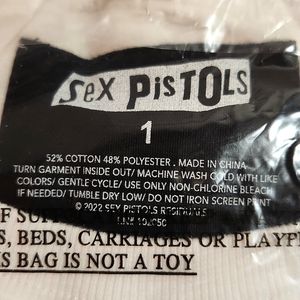 SEX PISTOLS
1
52% COTTON 48% POLYESTER . MADE IN CHINA
TURN GARMENT INSIDE OUT/ MACHINE WASH COLD WITH LIKE
COLORS/ GENTLE CYCLE/ USE ONLY NON-CHLORINE BLEACH
IF NEEDED/ TUMBLE DRY LOW/ DO NOT IRON SCREEN PRINT
© 2022 SEX PISTOLS RESIDUALS
F
S, BEDS, CARRIAGES OR PLAYP
S BAG IS NOT A TOY